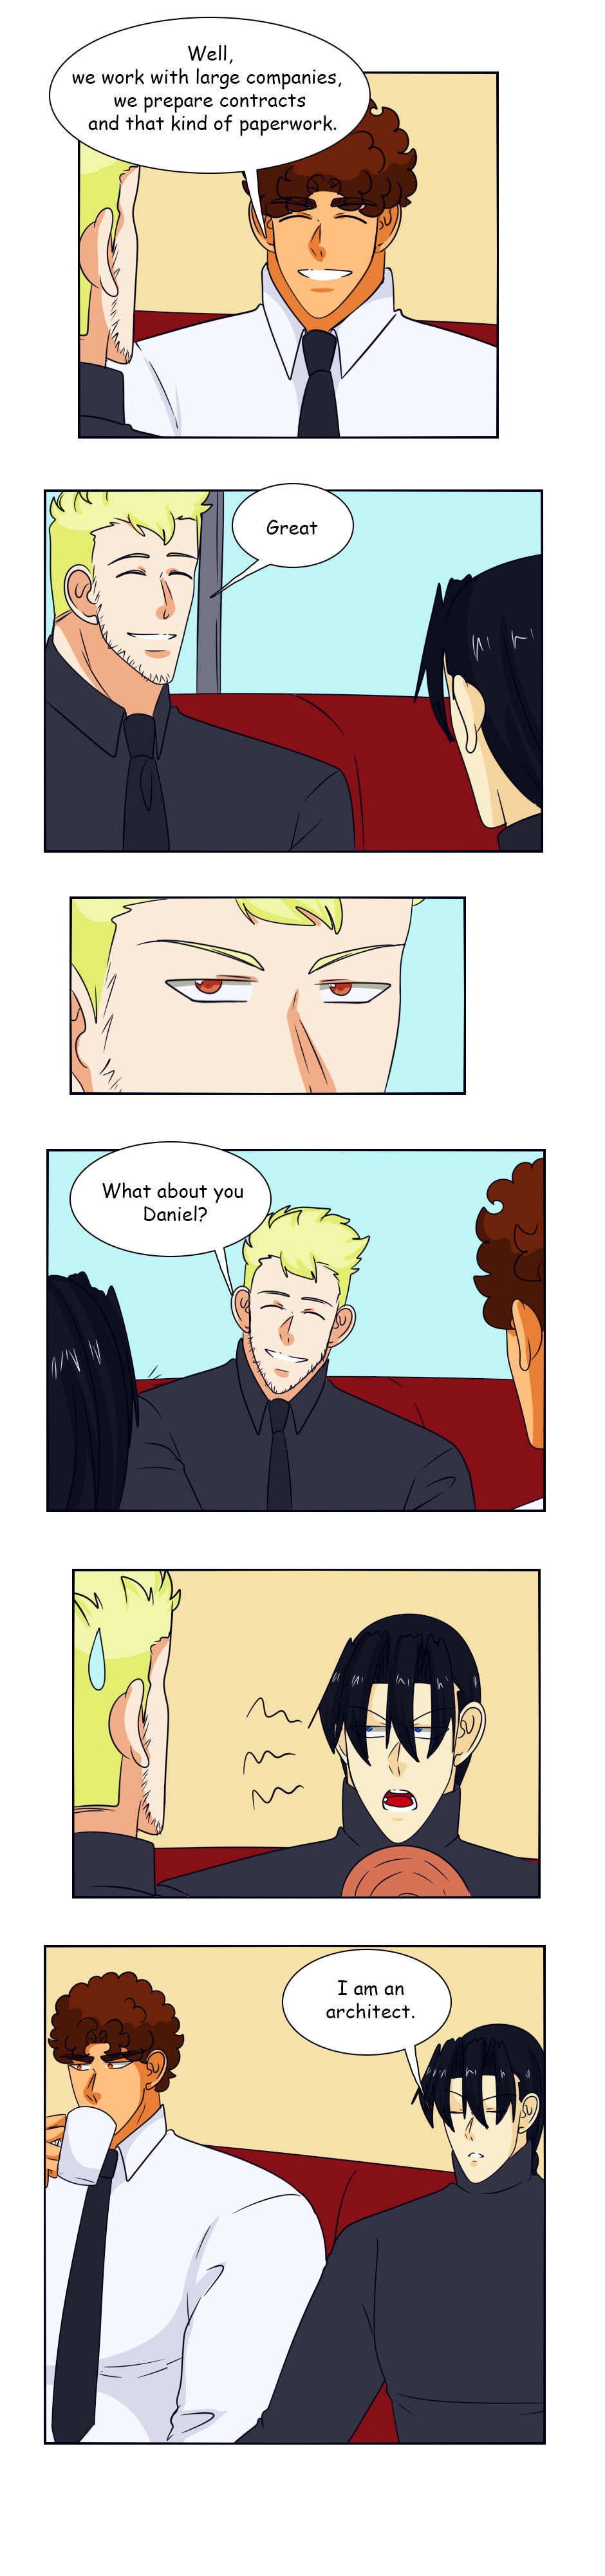 Well,
we work with large companies,
we prepare contracts
and that kind of paperwork.
Great
What about you
Daniel?
I am an
architect.